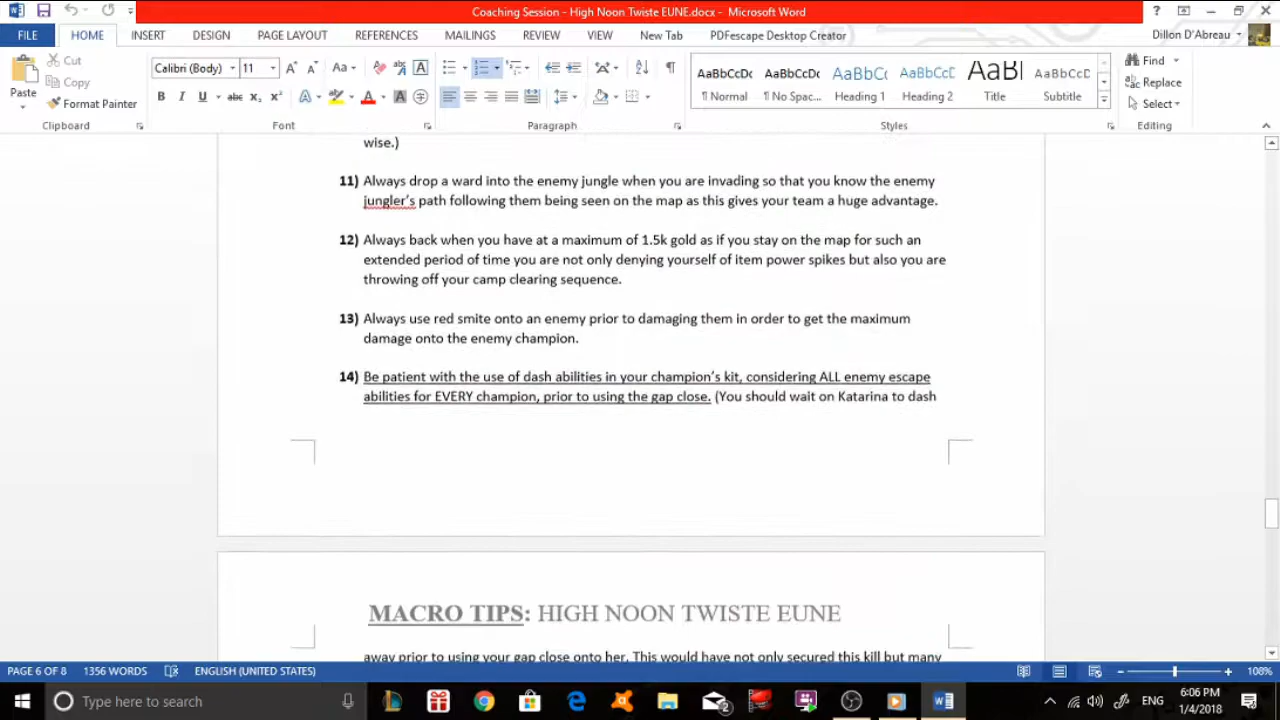 Coaching Session - High Noon Twiste EUNE.docx - Microsoft Word
FILE HOME INSERT DESIGN PAGE LAYOUT REFERENCES MAILINGS REVIEW VIEW New Tab PDFescape Desktop Creator Dillon D'Abreau
Paste
Cut
Copy
Format Painter
Clipboard
Calibri (Body) 11
Font
Paragraph
AaBbCcDc AaBbCcDc AaBbCc AaBbCcD AaBl AaBbCcD
¶ Normal ¶ No Spac... Heading 1 Heading 2 Title Subtitle
Styles
Find
Replace
Select
Editing
wise.)
11) Always drop a ward into the enemy jungle when you are invading so that you know the enemy
jungler's path following them being seen on the map as this gives your team a huge advantage.
12) Always back when you have at a maximum of 1.5k gold as if you stay on the map for such an
extended period of time you are not only denying yourself of item power spikes but also you are
throwing off your camp clearing sequence.
13) Always use red smite onto an enemy prior to damaging them in order to get the maximum
damage onto the enemy champion.
14) Be patient with the use of dash abilities in your champion's kit, considering ALL enemy escape
abilities for EVERY champion, prior to using the gap close. (You should wait on Katarina to dash
MACRO TIPS: HIGH NOON TWISTE EUNE
away prior to using your gap close onto her. This would have not only secured this kill but many
PAGE 6 OF 8 1356 WORDS ENGLISH (UNITED STATES) 108%
Type here to search
ENG
6:06 PM
1/4/2018